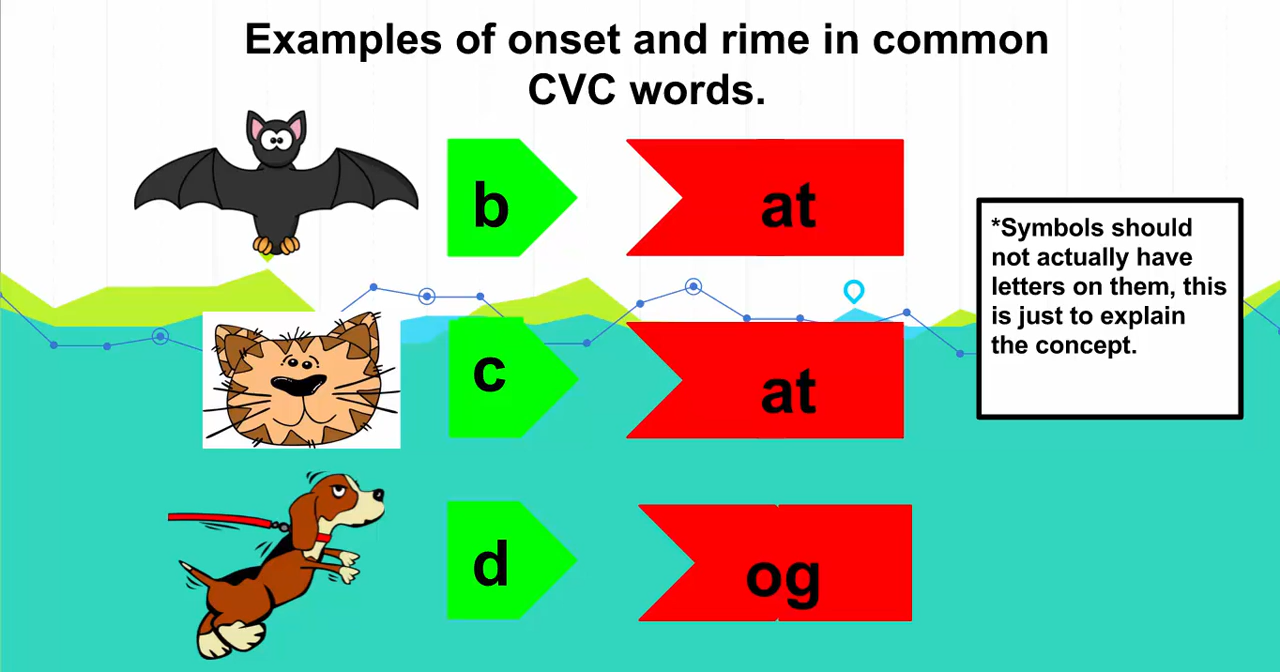 Examples of onset and rime in common
CVC words.
b
at
c
at
d
og
*Symbols should
not actually have
letters on them, this
is just to explain
the concept.